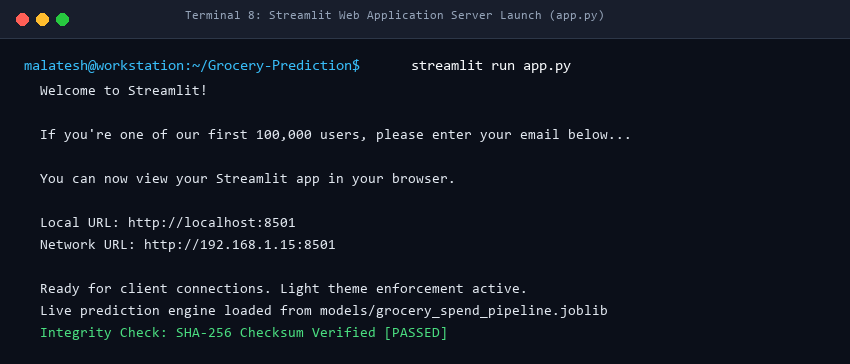 Terminal 8: Streamlit Web Application Server Launch (app.py)
malatesh@workstation:~/Grocery-Prediction$ streamlit run app.py
Welcome to Streamlit!
If you're one of our first 100,000 users, please enter your email below...
You can now view your Streamlit app in your browser.
Local URL: http://localhost:8501
Network URL: http://192.168.1.15:8501
Ready for client connections. Light theme enforcement active.
Live prediction engine loaded from models/grocery_spend_pipeline.joblib
Integrity Check: SHA-256 Checksum Verified [PASSED]